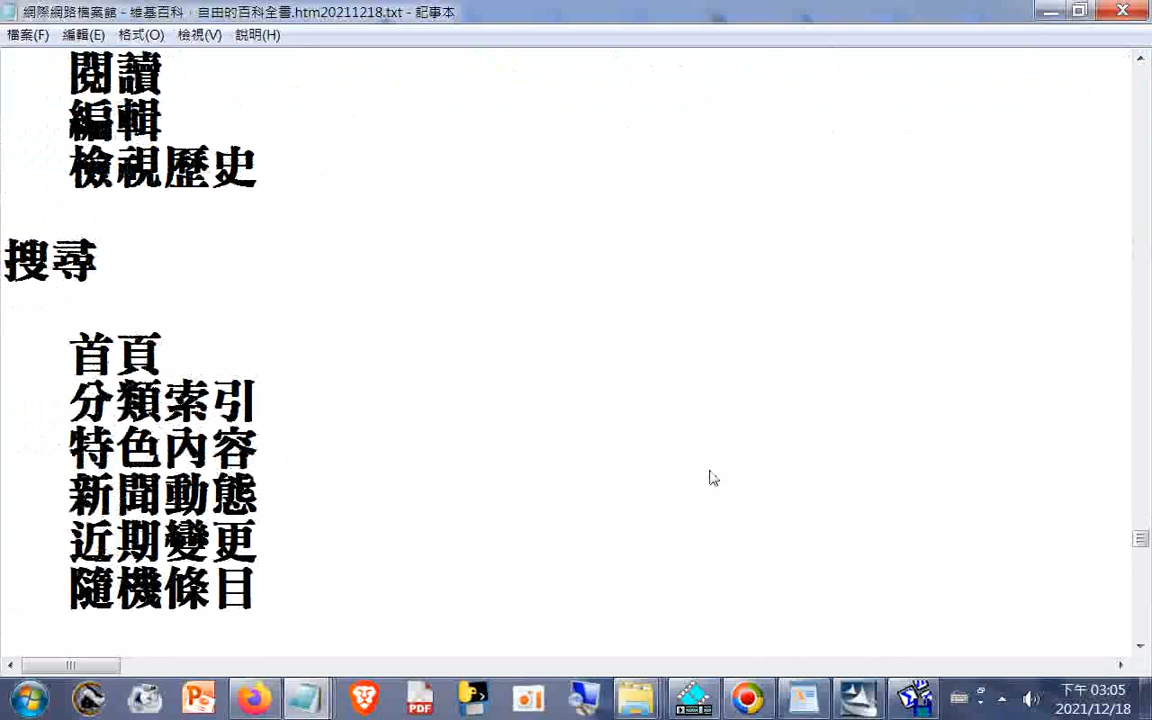 網際網路檔案館 - 維基百科，自由的百科全書.htm20211218.txt - 記事本
檔案(F) 編輯(E) 格式(O) 檢視(V) 說明(H)
閱讀
編輯
檢視歷史
搜尋
首頁
分類索引
特色內容
新聞動態
近期變更
隨機條目
PDF
下午 03:05
2021/12/18